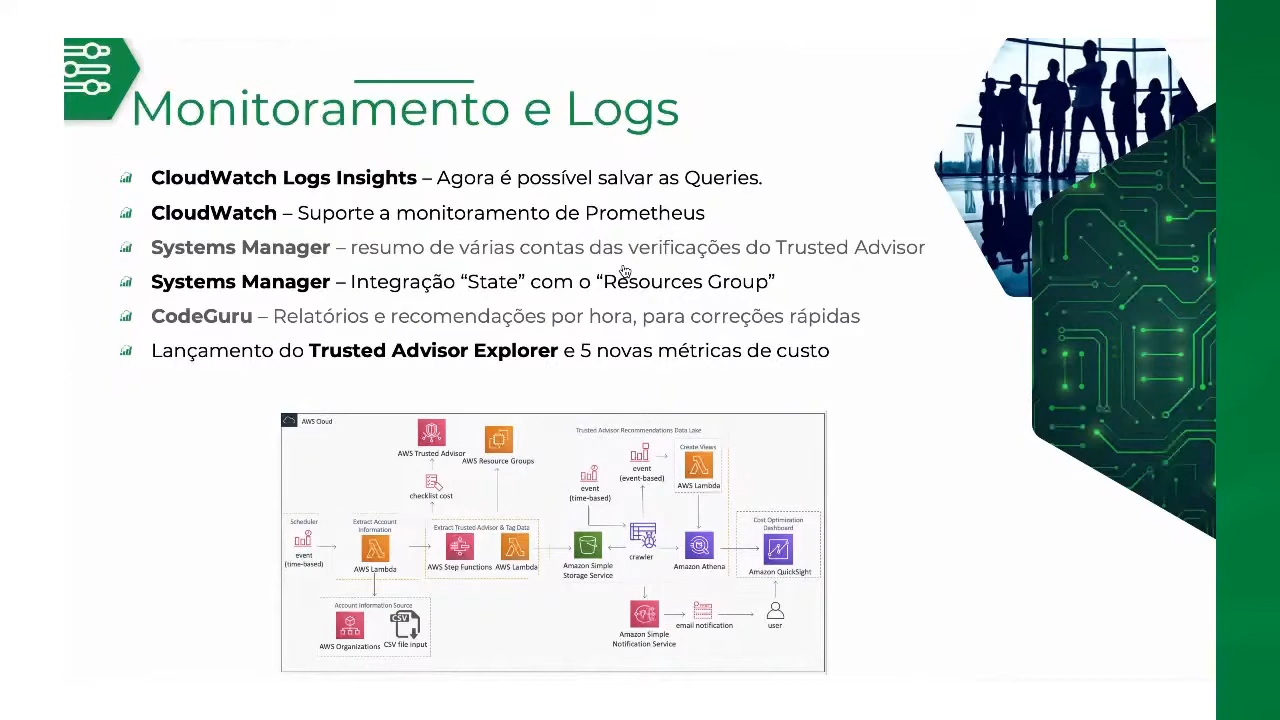 Monitoramento e Logs
CloudWatch Logs Insights – Agora é possível salvar as Queries.
CloudWatch – Suporte a monitoramento de Prometheus
Systems Manager – resumo de várias contas das verificações do Trusted Advisor
Systems Manager – Integração “State” com o “Resources Group”
CodeGuru – Relatórios e recomendações por hora, para correções rápidas
Lançamento do Trusted Advisor Explorer e 5 novas métricas de custo
AWS Cloud
AWS Trusted Advisor
AWS Resource Groups
checklist cost
Trusted Advisor Recommendations Data Lake
event
(time-based)
event
(event-based)
Create Views
AWS Lambda
Scheduler
event
(time-based)
Extract Account
Information
AWS Lambda
Extract Trusted Advisor & Tag Data
AWS Step Functions
AWS Lambda
Amazon Simple
Storage Service
crawler
Amazon Athena
Cost Optimization
Dashboard
Amazon QuickSight
Account Information Source
AWS Organizations
CSV
CSV file input
Amazon Simple
Notification Service
email notification
user